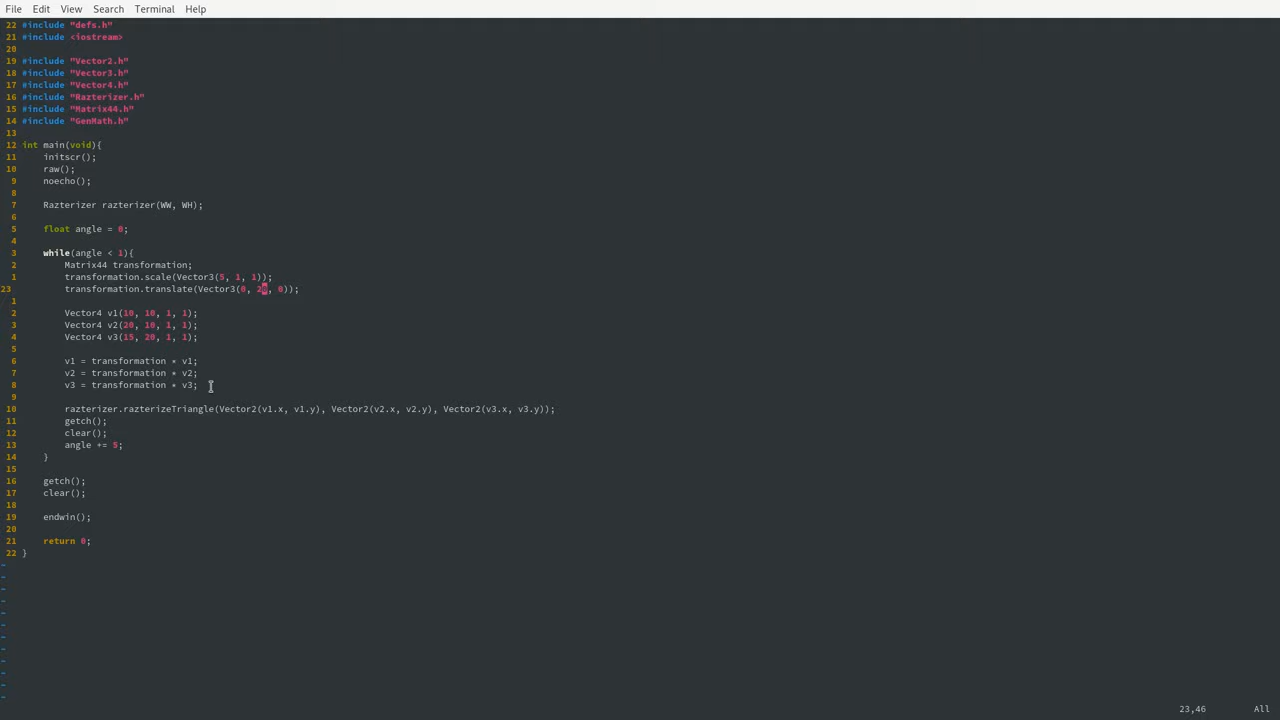 File Edit View Search Terminal Help
22 #include "defs.h"
21 #include <iostream>
20
19 #include "Vector2.h"
18 #include "Vector3.h"
17 #include "Vector4.h"
16 #include "Razterizer.h"
15 #include "Matrix44.h"
14 #include "GenMath.h"
13
12 int main(void){
11     initscr();
10     raw();
9     noecho();
8
7     Razterizer razterizer(WW, WH);
6
5     float angle = 0;
4
3     while(angle < 1){
2         Matrix44 transformation;
1         transformation.scale(Vector3(5, 1, 1));
23         transformation.translate(Vector3(0, 20, 0));
1
2         Vector4 v1(10, 10, 1, 1);
3         Vector4 v2(20, 10, 1, 1);
4         Vector4 v3(15, 20, 1, 1);
5
6         v1 = transformation * v1;
7         v2 = transformation * v2;
8         v3 = transformation * v3;
9
10         razterizer.razterizeTriangle(Vector2(v1.x, v1.y), Vector2(v2.x, v2.y), Vector2(v3.x, v3.y));
11         getch();
12         clear();
13         angle += 5;
14     }
15
16     getch();
17     clear();
18
19     endwin();
20
21     return 0;
22 }
~
~
~
~
~
~
~
~
~
~
~
~
23,46 All